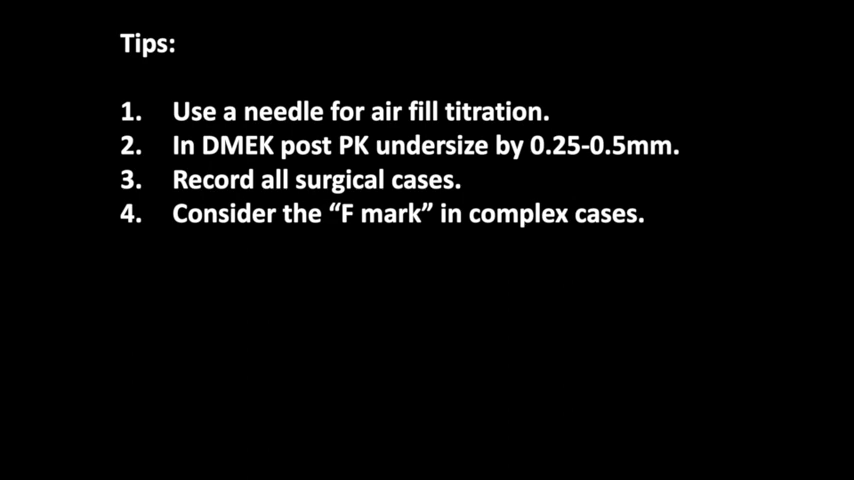 Tips:
1. Use a needle for air fill titration.
2. In DMEK post PK undersize by 0.25-0.5mm.
3. Record all surgical cases.
4. Consider the “F mark” in complex cases.